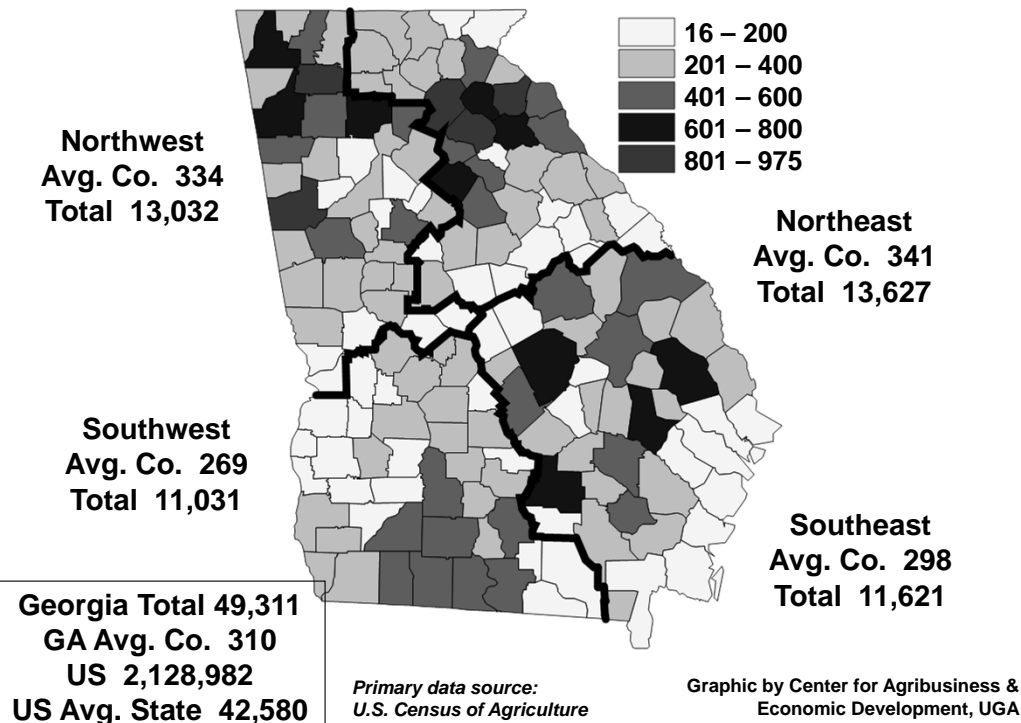 16 – 200
201 – 400
401 – 600
601 – 800
801 – 975
Northwest
Avg. Co.  334
Total  13,032
Northeast
Avg. Co.  341
Total  13,627
Southwest
Avg. Co.  269
Total  11,031
Southeast
Avg. Co.  298
Total  11,621
Georgia Total 49,311
GA Avg. Co.  310
US  2,128,982
US Avg. State  42,580
Primary data source:
U.S. Census of Agriculture
Graphic by Center for Agribusiness &
Economic Development, UGA